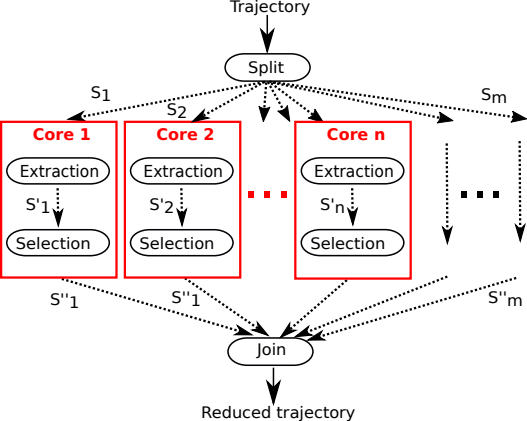 Trajectory
Split
S1
S2
Sm
Core 1
Core 2
Core n
Extraction
Extraction
Extraction
S'1
S'2
S'n
Selection
Selection
Selection
S''1
S''1
S''m
Join
Reduced trajectory